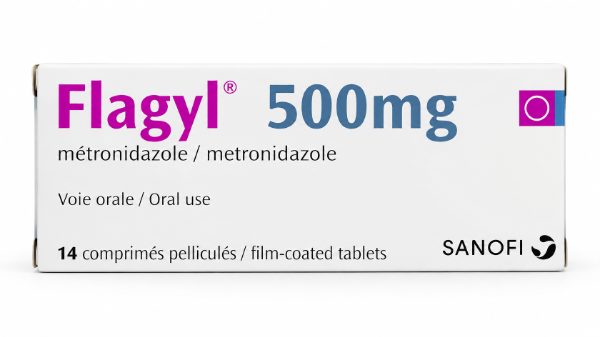 Flagyl® 500mg
métronidazole / metronidazole
Voie orale / Oral use
14 comprimés pelliculés / film-coated tablets
SANOFI